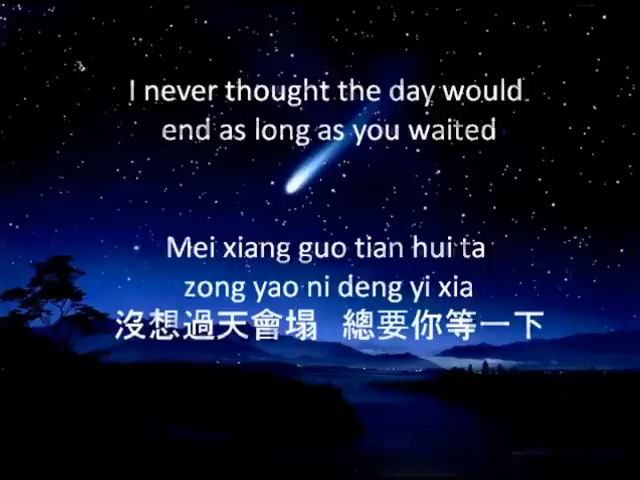 I never thought the day would
end as long as you waited
Mei xiang guo tian hui ta
zong yao ni deng yi xia
沒想過天會塌 總要你等一下